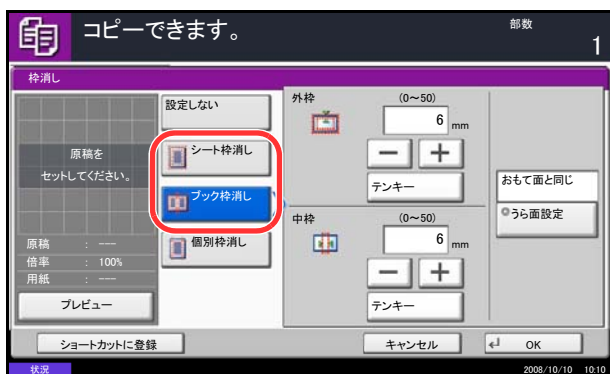 コピーできます。
部数
1
枠消し
原稿を
セットしてください。
原稿 : ---
倍率 : 100%
用紙 : ---
プレビュー
設定しない
シート枠消し
ブック枠消し
個別枠消し
外枠
(0～50)
6 mm
テンキー
中枠
(0～50)
6 mm
テンキー
おもて面と同じ
うら面設定
ショートカットに登録
キャンセル
OK
状況
2008/10/10 10:10